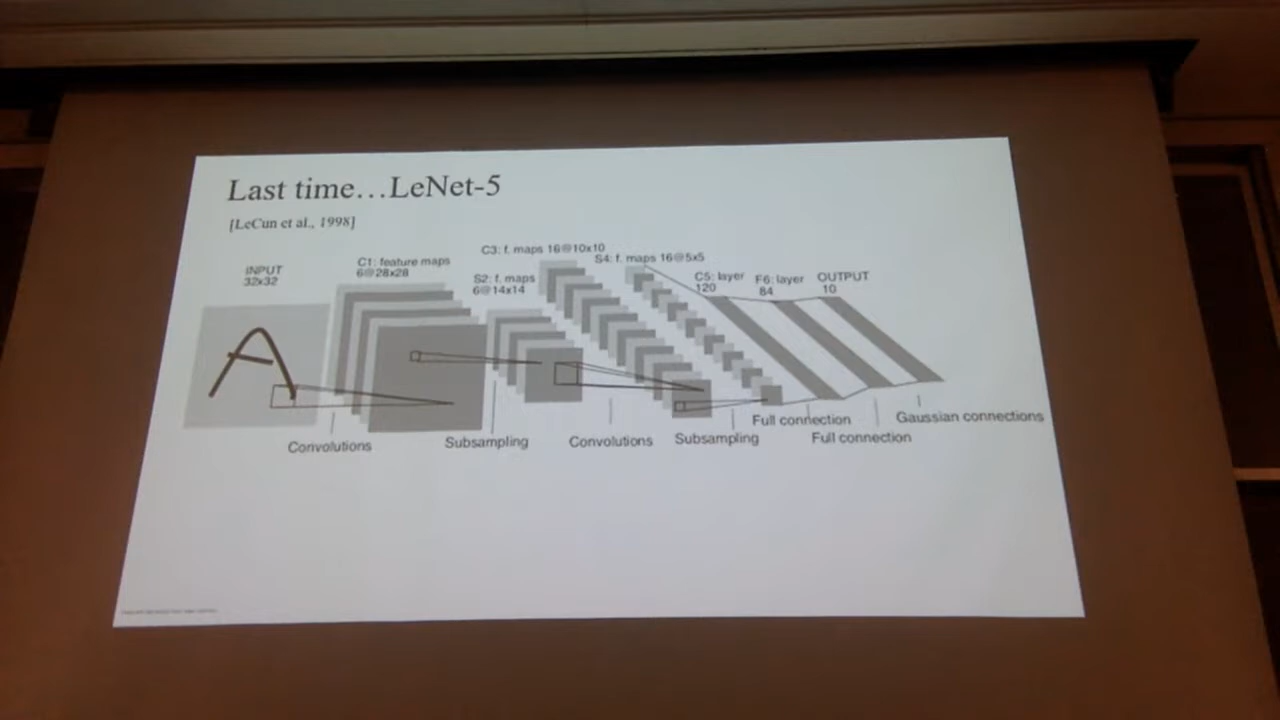 Last time…LeNet-5
[LeCun et al., 1998]
INPUT
32x32
C1: feature maps
6@28x28
S2: f. maps
6@14x14
C3: f. maps 16@10x10
S4: f. maps 16@5x5
C5: layer
120
F6: layer
84
OUTPUT
10
Convolutions
Subsampling
Convolutions
Subsampling
Full connection
Full connection
Gaussian connections
A